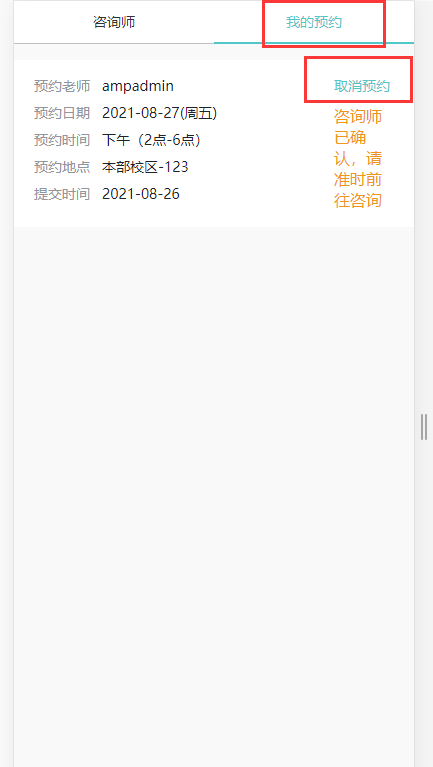 咨询师 我的预约
预约老师 ampadmin 取消预约
预约日期 2021-08-27(周五)
预约时间 下午（2点-6点）
预约地点 本部校区-123
提交时间 2021-08-26
咨询师
已确
认，请
准时前
往咨询